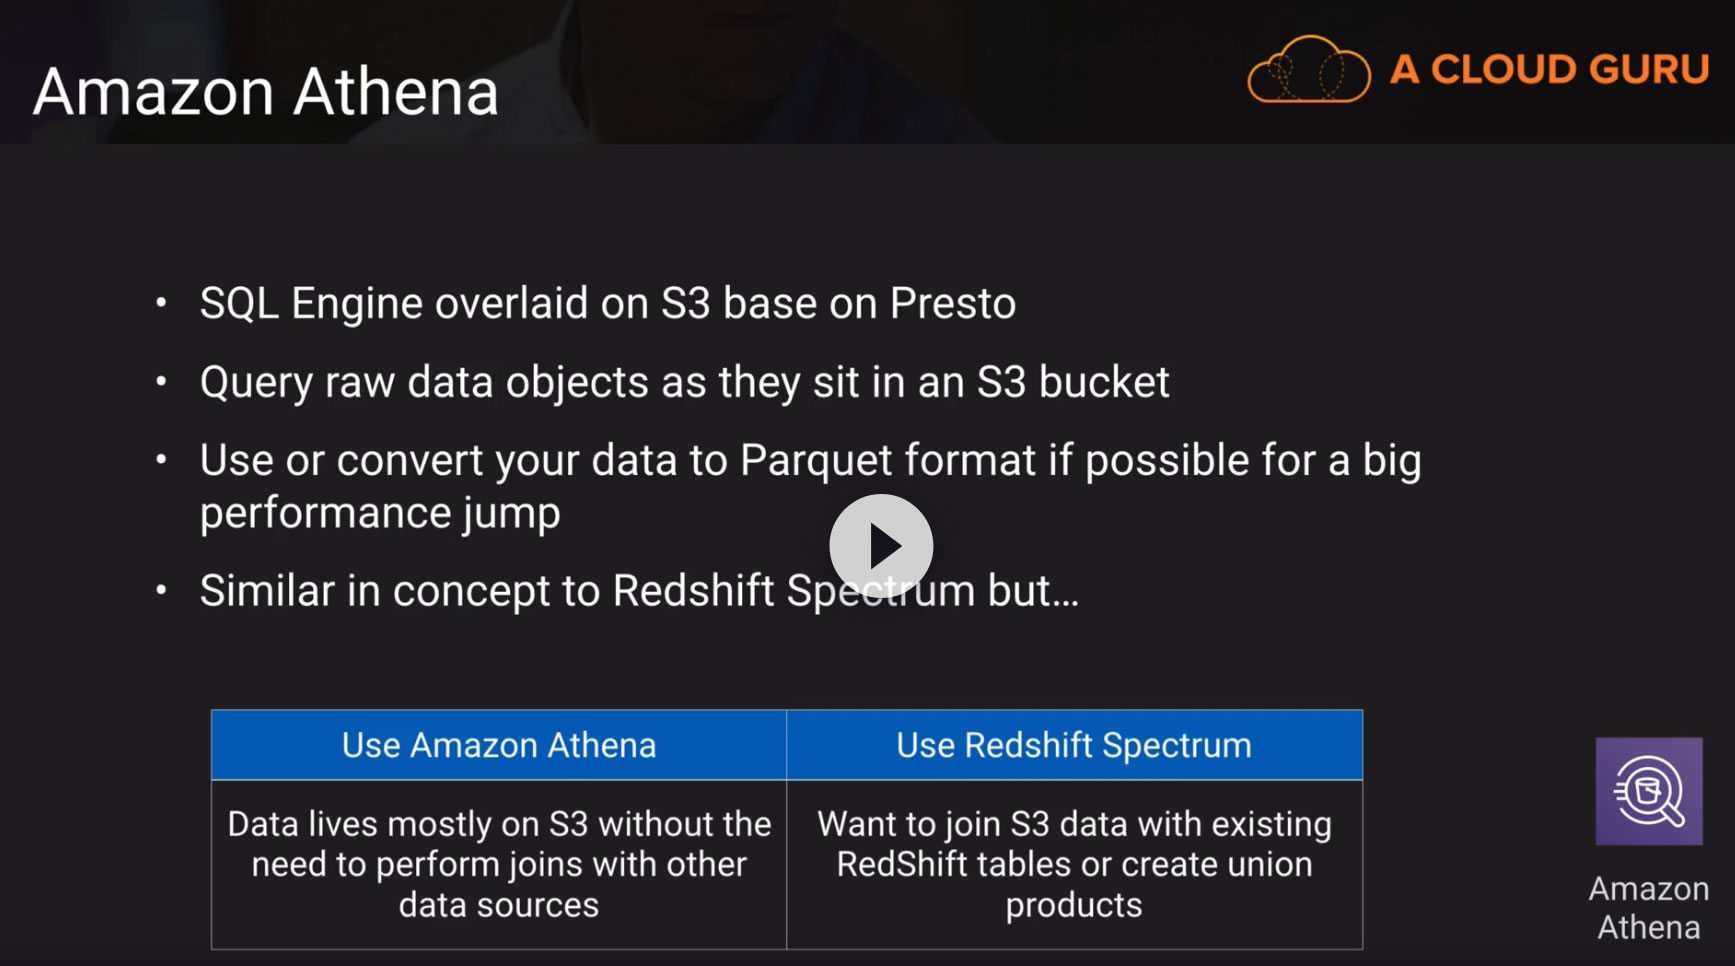 Amazon Athena
A CLOUD GURU
• SQL Engine overlaid on S3 base on Presto
• Query raw data objects as they sit in an S3 bucket
• Use or convert your data to Parquet format if possible for a big
performance jump
• Similar in concept to Redshift Spectrum but...
Use Amazon Athena
Use Redshift Spectrum
Data lives mostly on S3 without the
need to perform joins with other
data sources
Want to join S3 data with existing
RedShift tables or create union
products
Amazon
Athena